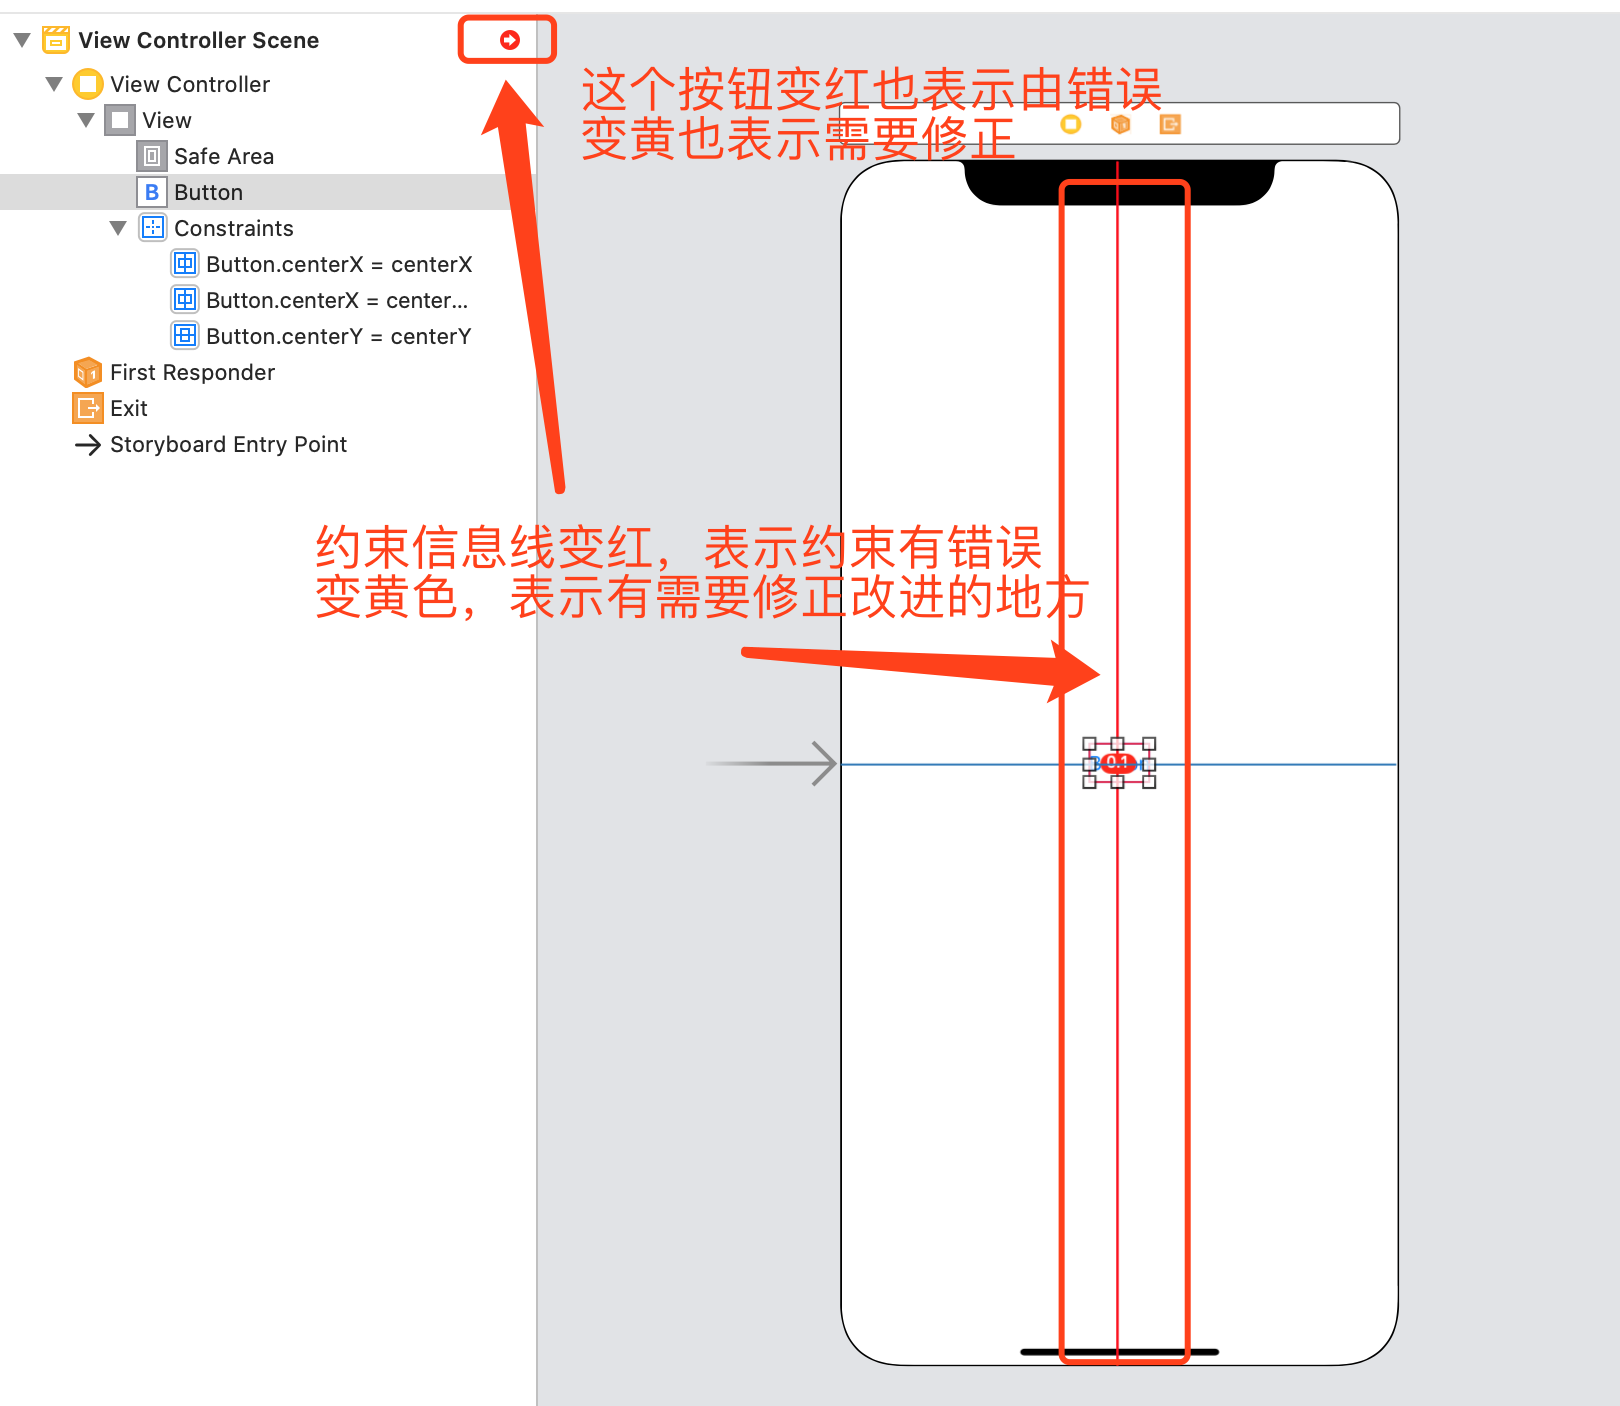 View Controller Scene
View Controller
View
Safe Area
B Button
Constraints
Button.centerX = centerX
Button.centerX = center...
Button.centerY = centerY
First Responder
Exit
Storyboard Entry Point
这个按钮变红也表示由错误
变黄也表示需要修正
约束信息线变红，表示约束有错误
变黄色，表示有需要修正改进的地方
0.1